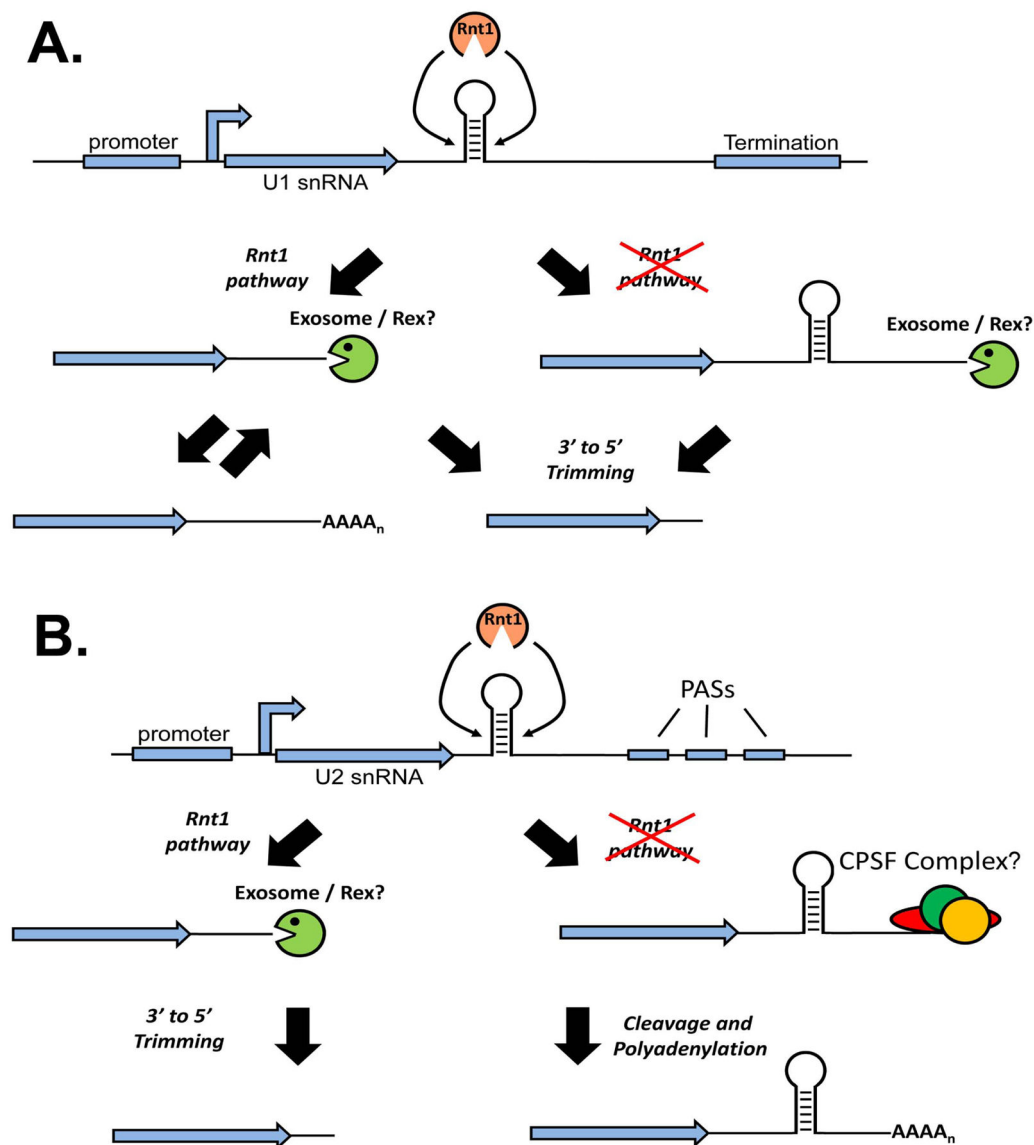 A.
Rnt1
promoter
Termination
U1 snRNA
Rnt1
pathway
Rnt1
pathway
Exosome / Rex?
Exosome / Rex?
3’ to 5’
Trimming
AAAAn
B.
Rnt1
PASs
promoter
U2 snRNA
Rnt1
pathway
Rnt1
pathway
CPSF Complex?
Exosome / Rex?
3’ to 5’
Trimming
Cleavage and
Polyadenylation
AAAAn